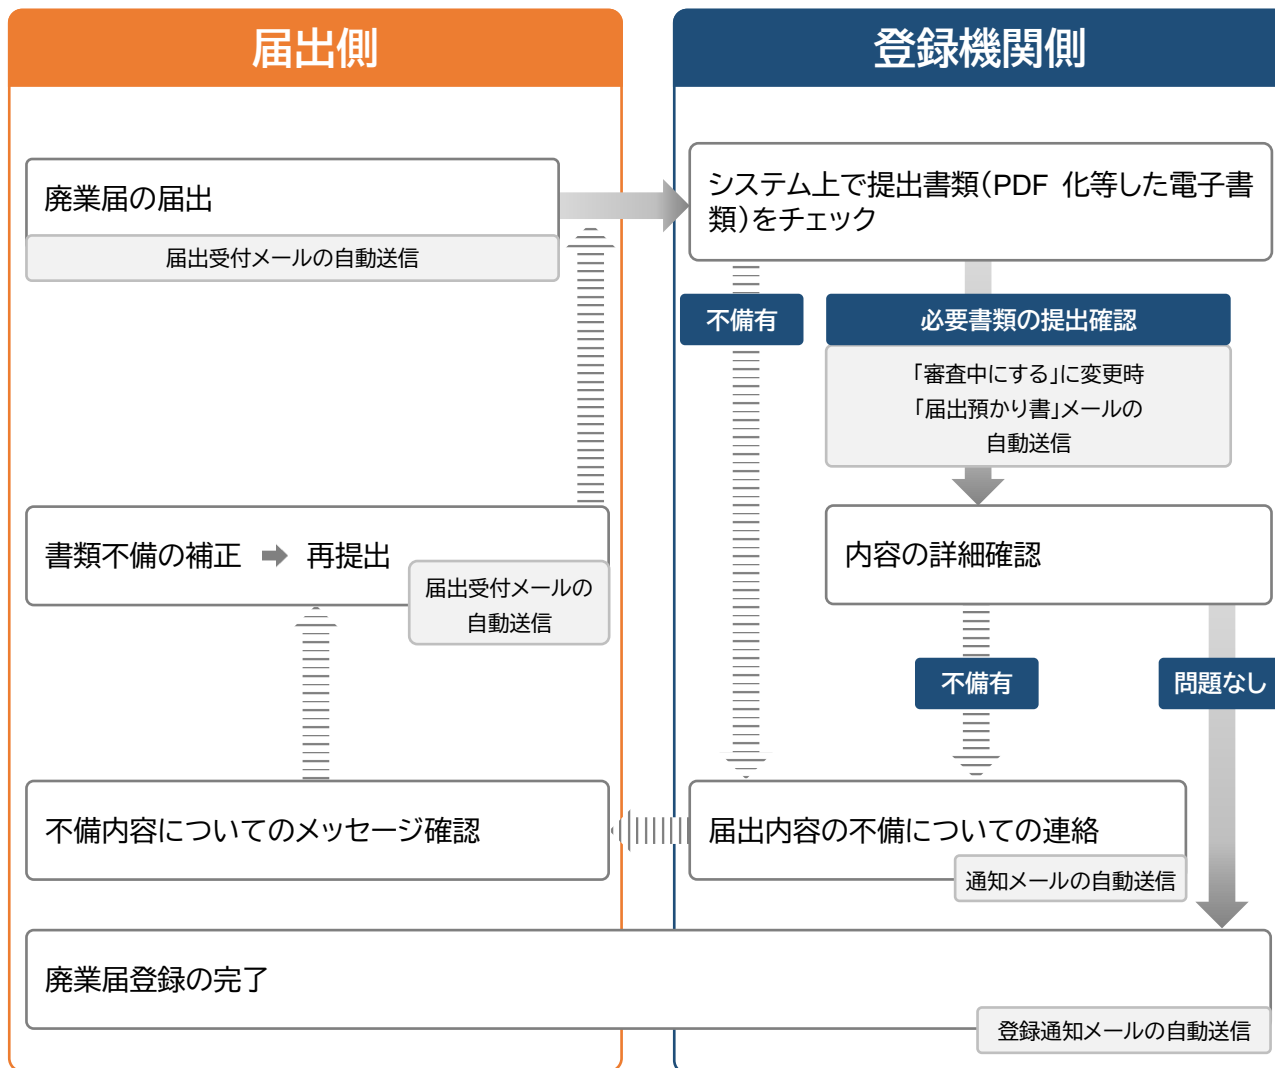 届出側
登録機関側
廃業届の届出
届出受付メールの自動送信
システム上で提出書類（PDF 化等した電子書
類）をチェック
不備有
必要書類の提出確認
「審査中にする」に変更時
「届出預かり書」メールの
自動送信
書類不備の補正 ➡ 再提出
届出受付メールの
自動送信
内容の詳細確認
不備有
問題なし
不備内容についてのメッセージ確認
届出内容の不備についての連絡
通知メールの自動送信
廃業届登録の完了
登録通知メールの自動送信